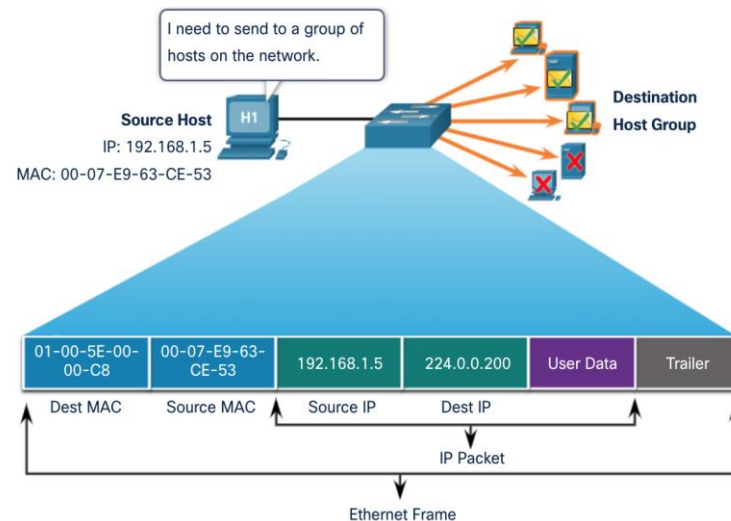 I need to send to a group of
hosts on the network.
Source Host
H1
IP: 192.168.1.5
MAC: 00-07-E9-63-CE-53
Destination
Host Group
01-00-5E-00-
00-C8
00-07-E9-63-
CE-53
192.168.1.5
224.0.0.200
User Data
Trailer
Dest MAC
Source MAC
Source IP
Dest IP
IP Packet
Ethernet Frame